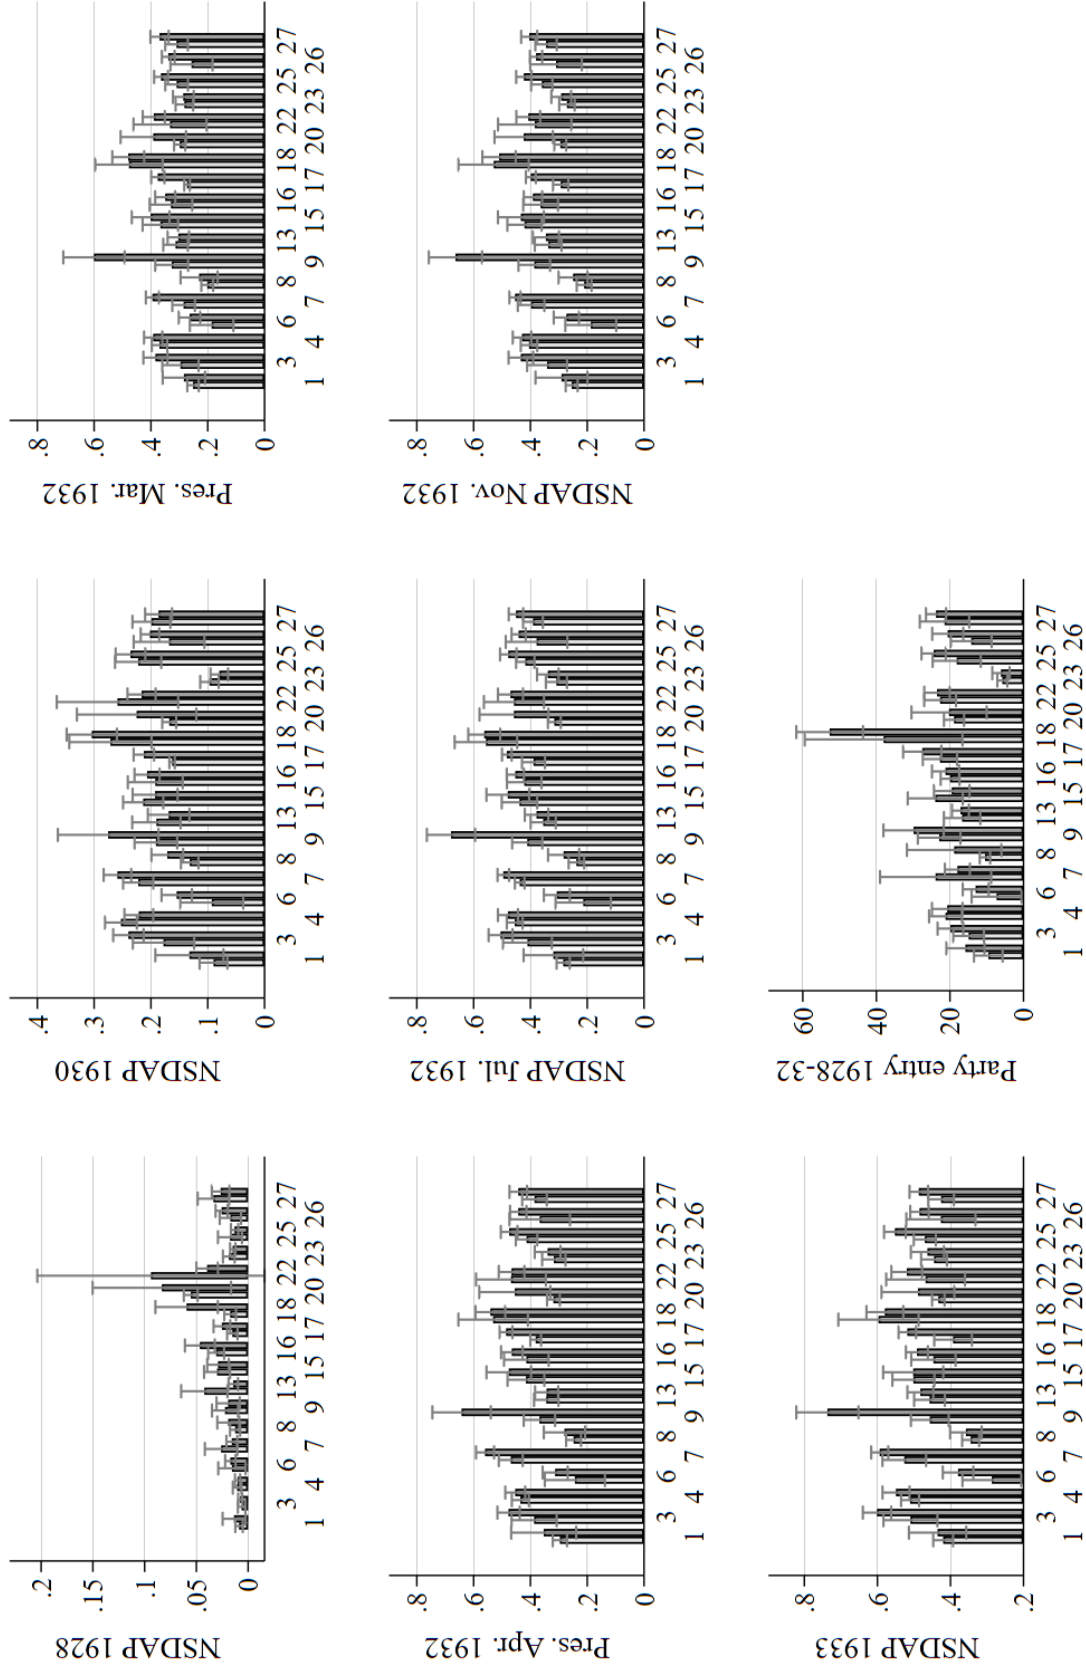 NSDAP 1928
.2
.15
.1
.05
0
1 3 4 6 7 8 9 13 15 16 17 18 20 22 23 25 26 27
NSDAP 1930
.4
.3
.2
.1
0
1 3 4 6 7 8 9 13 15 16 17 18 20 22 23 25 26 27
Pres. Mar. 1932
.8
.6
.4
.2
0
1 3 4 6 7 8 9 13 15 16 17 18 20 22 23 25 26 27
Pres. Apr. 1932
.8
.6
.4
.2
0
1 3 4 6 7 8 9 13 15 16 17 18 20 22 23 25 26 27
NSDAP Jul. 1932
.8
.6
.4
.2
0
1 3 4 6 7 8 9 13 15 16 17 18 20 22 23 25 26 27
NSDAP Nov. 1932
.8
.6
.4
.2
0
1 3 4 6 7 8 9 13 15 16 17 18 20 22 23 25 26 27
NSDAP 1933
.8
.6
.4
.2
1 3 4 6 7 8 9 13 15 16 17 18 20 22 23 25 26 27
Party entry 1928-32
60
40
20
0
1 3 4 6 7 8 9 13 15 16 17 18 20 22 23 25 26 27